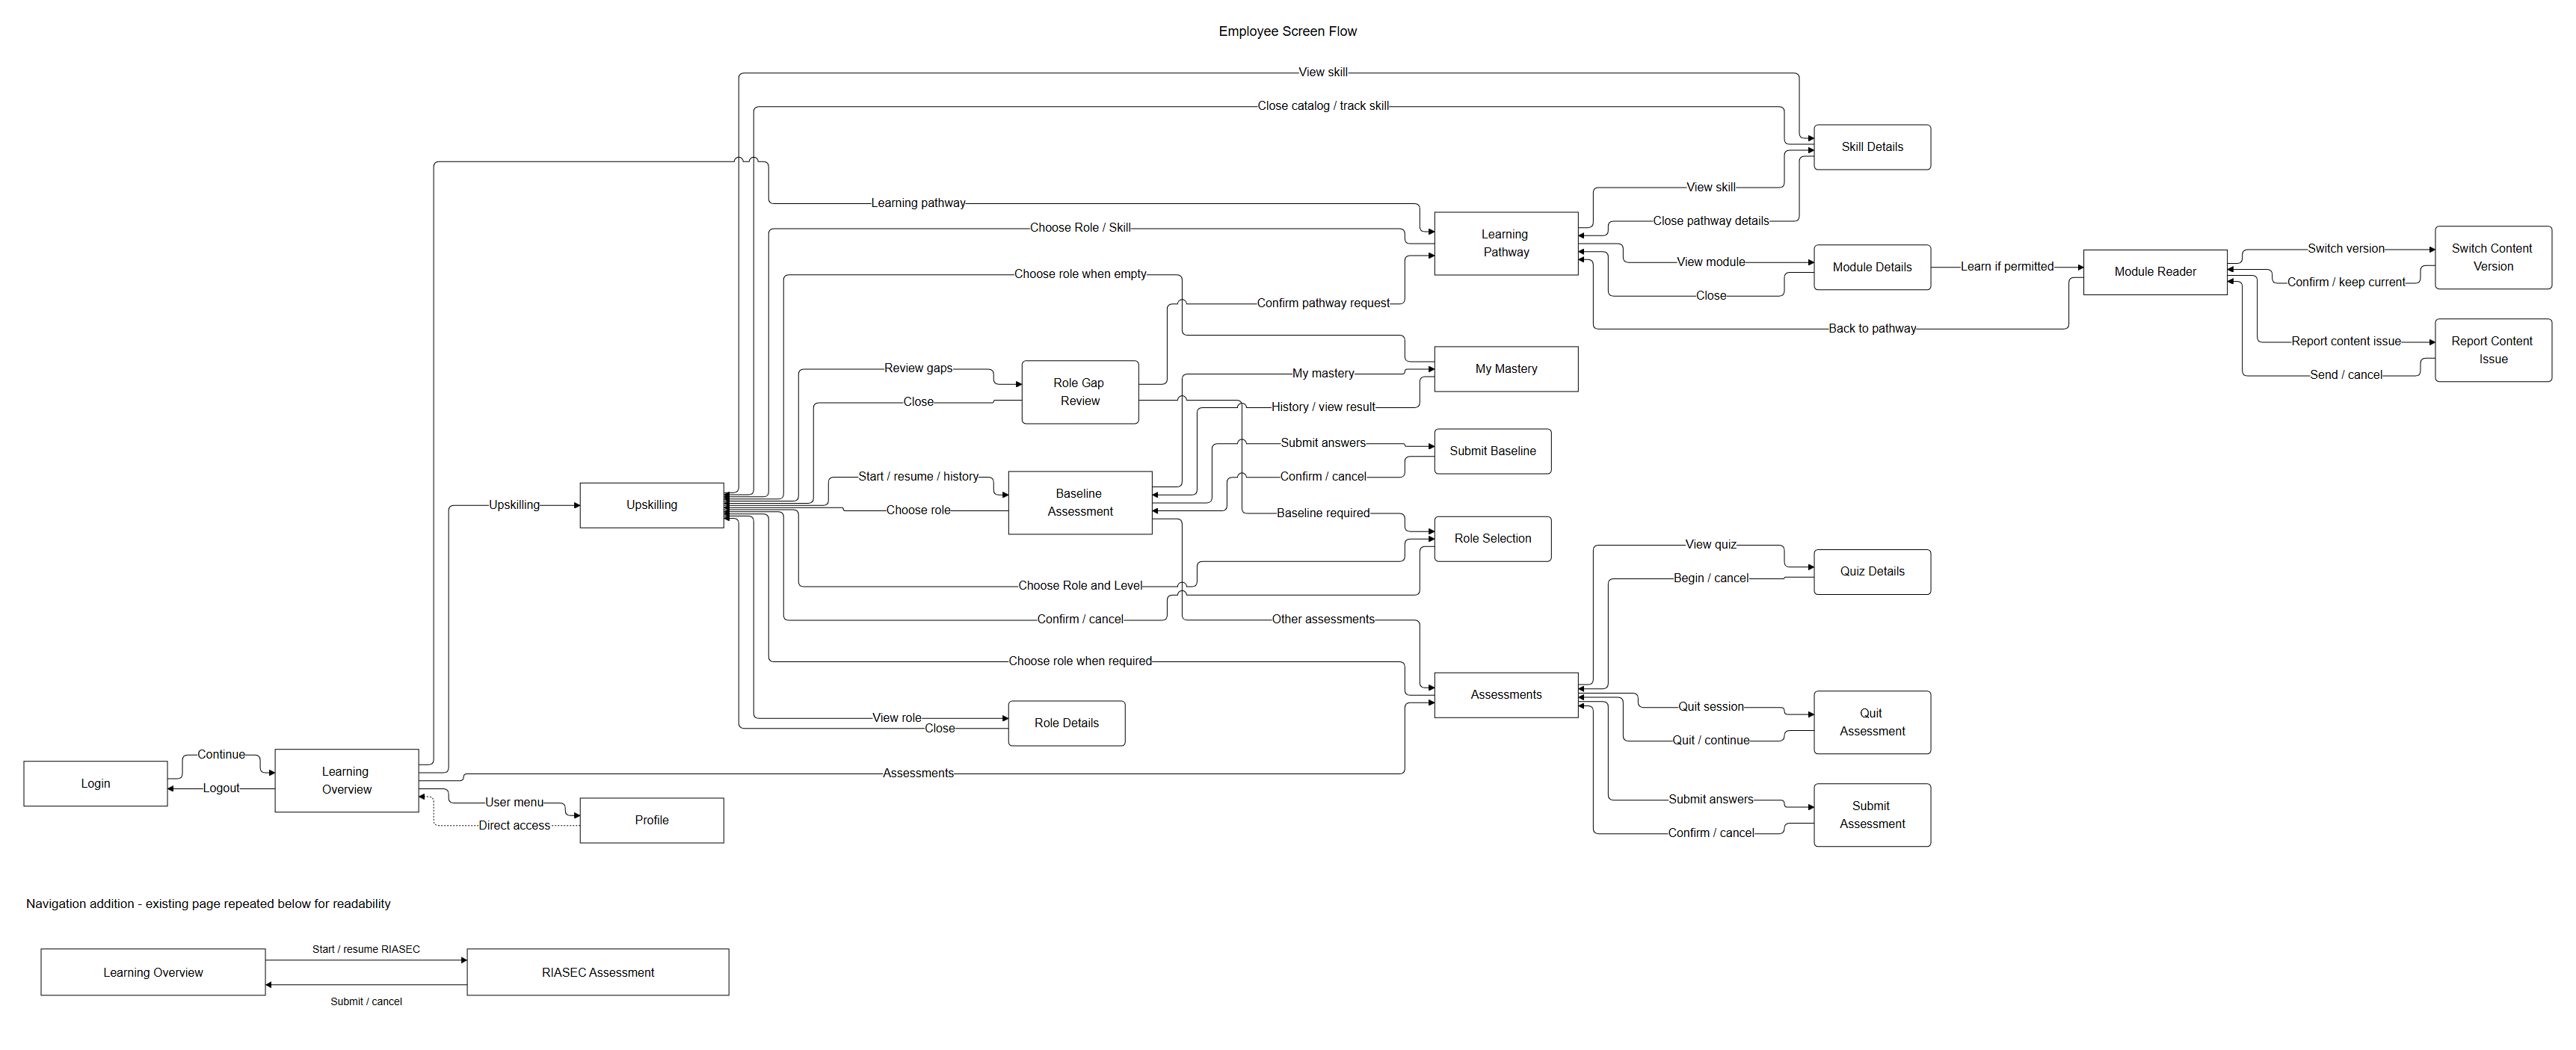 Employee Screen Flow
View skill
Close catalog / track skill
Skill Details
View skill
Learning pathway
Close pathway details
Choose Role / Skill
Learning
Pathway
Switch version
Switch Content
Version
View module
Module Details
Learn if permitted
Module Reader
Choose role when empty
Confirm / keep current
Close
Confirm pathway request
Back to pathway
Report content issue
Report Content
Issue
Send / cancel
Review gaps
Role Gap
Review
My mastery
My Mastery
Close
History / view result
Submit answers
Submit Baseline
Start / resume / history
Confirm / cancel
Upskilling
Upskilling
Baseline
Assessment
Choose role
Baseline required
Role Selection
View quiz
Quiz Details
Begin / cancel
Choose Role and Level
Confirm / cancel
Other assessments
Choose role when required
Assessments
Quit session
Quit
Assessment
Quit / continue
View role
Role Details
Close
Continue
Login
Learning
Overview
Logout
Assessments
User menu
Profile
Direct access
Submit answers
Submit
Assessment
Confirm / cancel
Navigation addition - existing page repeated below for readability
Start / resume RIASEC
Learning Overview
RIASEC Assessment
Submit / cancel